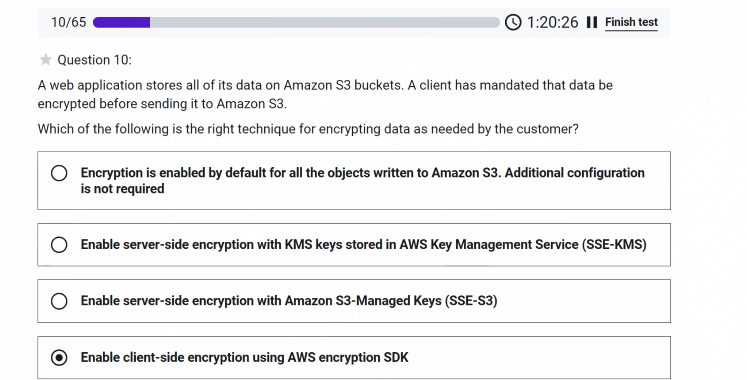 10/65 1:20:26 Finish test
Question 10:
A web application stores all of its data on Amazon S3 buckets. A client has mandated that data be
encrypted before sending it to Amazon S3.
Which of the following is the right technique for encrypting data as needed by the customer?
Encryption is enabled by default for all the objects written to Amazon S3. Additional configuration
is not required
Enable server-side encryption with KMS keys stored in AWS Key Management Service (SSE-KMS)
Enable server-side encryption with Amazon S3-Managed Keys (SSE-S3)
Enable client-side encryption using AWS encryption SDK